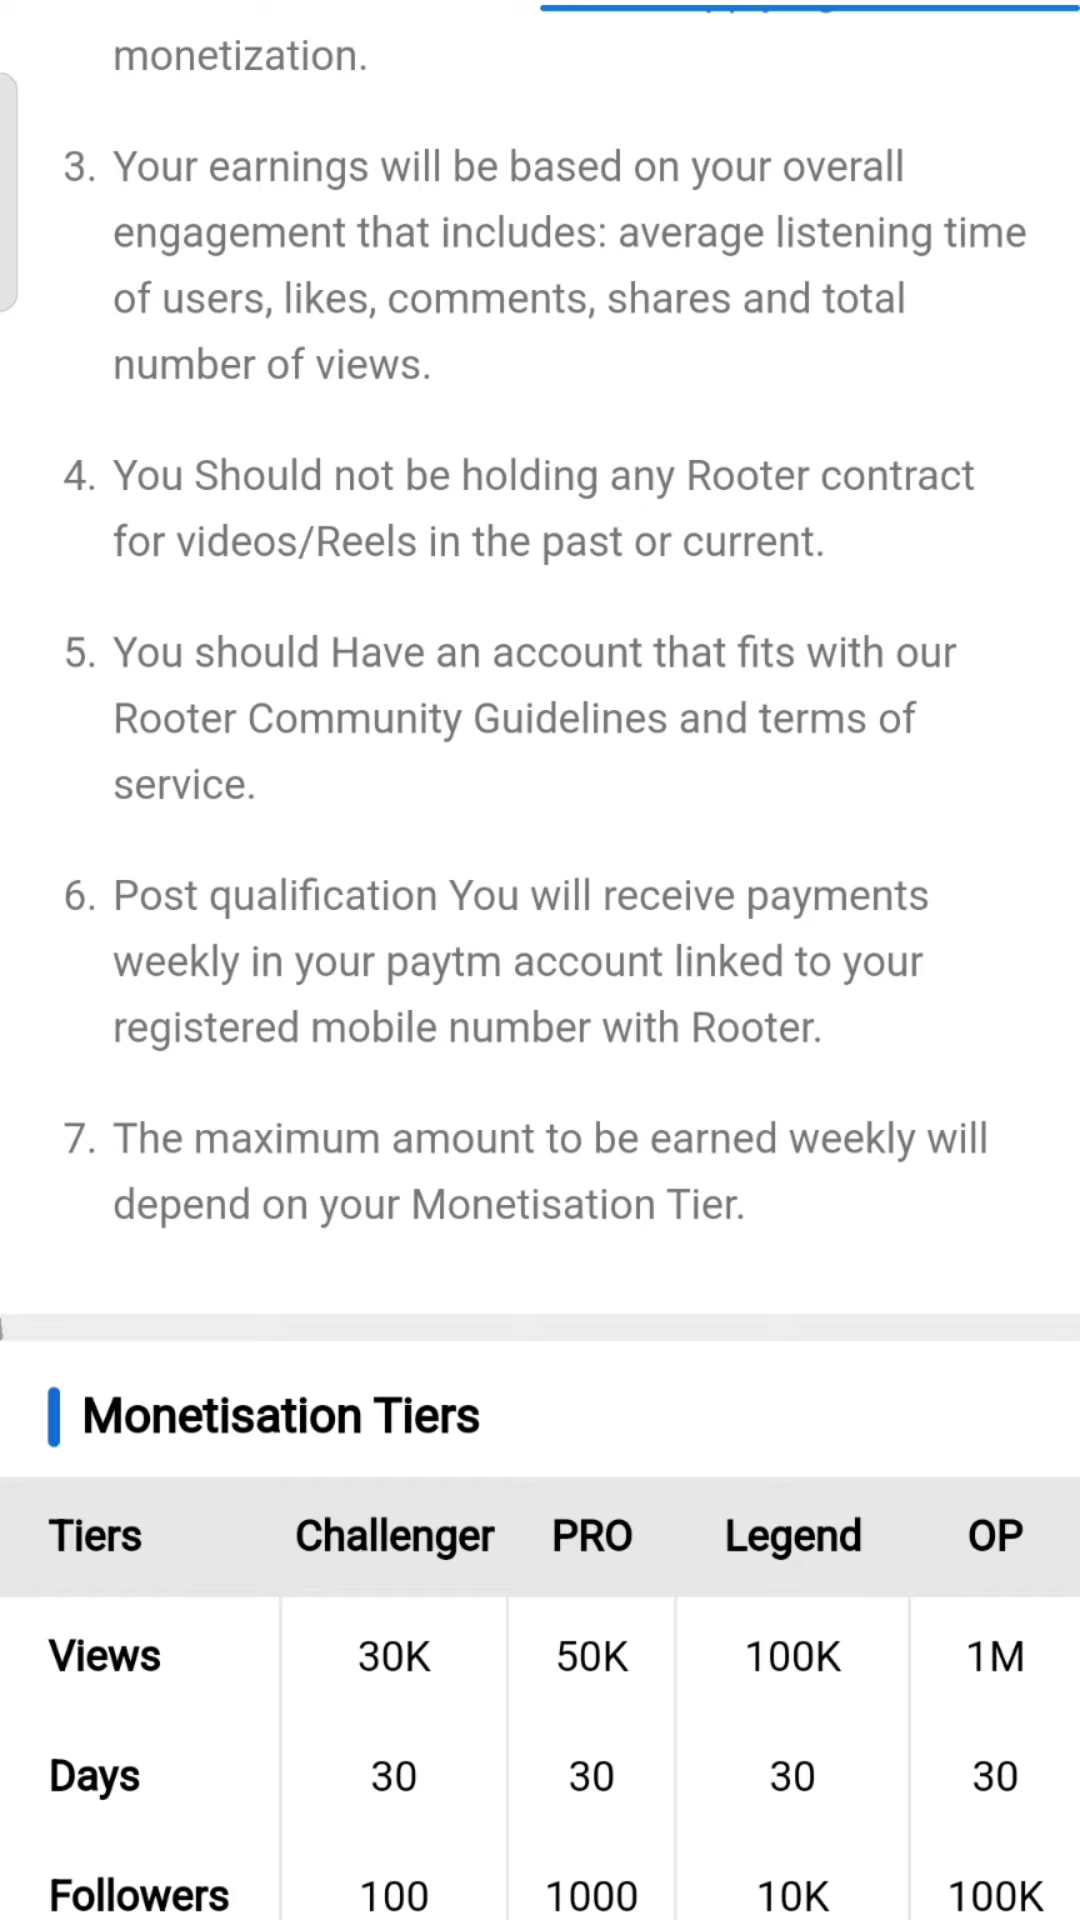 monetization.
3. Your earnings will be based on your overall
engagement that includes: average listening time
of users, likes, comments, shares and total
number of views.
4. You Should not be holding any Rooter contract
for videos/Reels in the past or current.
5. You should Have an account that fits with our
Rooter Community Guidelines and terms of
service.
6. Post qualification You will receive payments
weekly in your paytm account linked to your
registered mobile number with Rooter.
7. The maximum amount to be earned weekly will
depend on your Monetisation Tier.
Monetisation Tiers
Tiers Challenger PRO Legend OP
Views 30K 50K 100K 1M
Days 30 30 30 30
Followers 100 1000 10K 100K